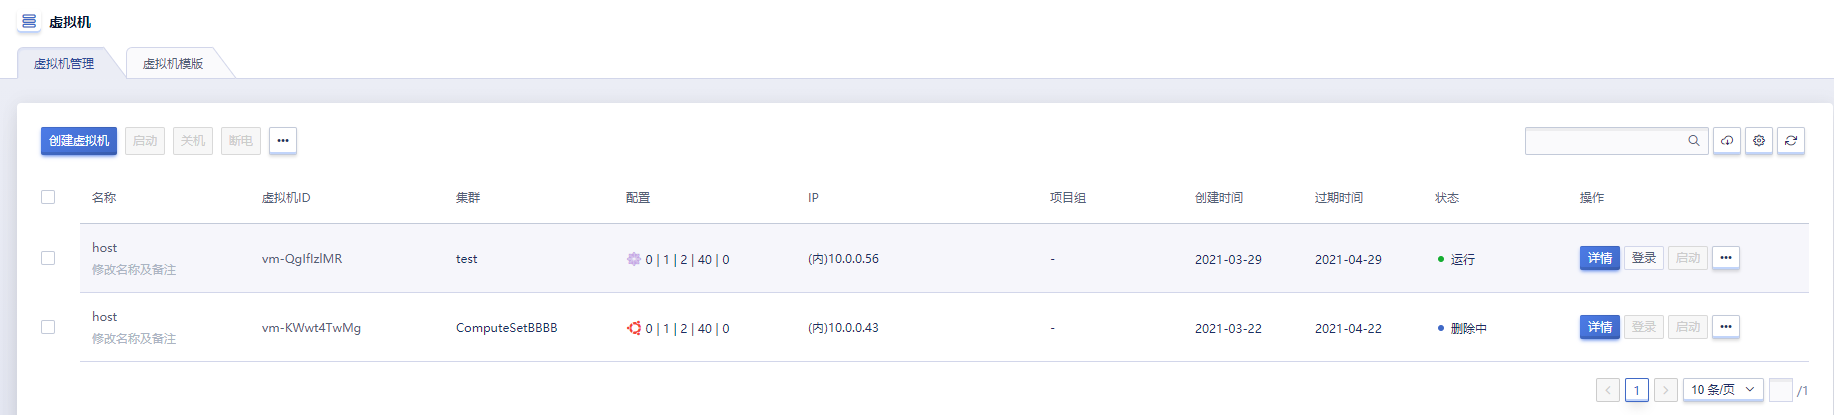 虚拟机
虚拟机管理 虚拟机模版
创建虚拟机 启动 关机 断电 •••
名称 虚拟机ID 集群 配置 IP 项目组 创建时间 过期时间 状态 操作
host
修改名称及备注
vm-QgIfIzlMR test 0 | 1 | 2 | 40 | 0 (内)10.0.0.56 - 2021-03-29 2021-04-29 运行 详情 登录 启动 •••
host
修改名称及备注
vm-KWwt4TwMg ComputeSetBBBB 0 | 1 | 2 | 40 | 0 (内)10.0.0.43 - 2021-03-22 2021-04-22 删除中 详情 登录 启动 •••
1 10 条/页 /1